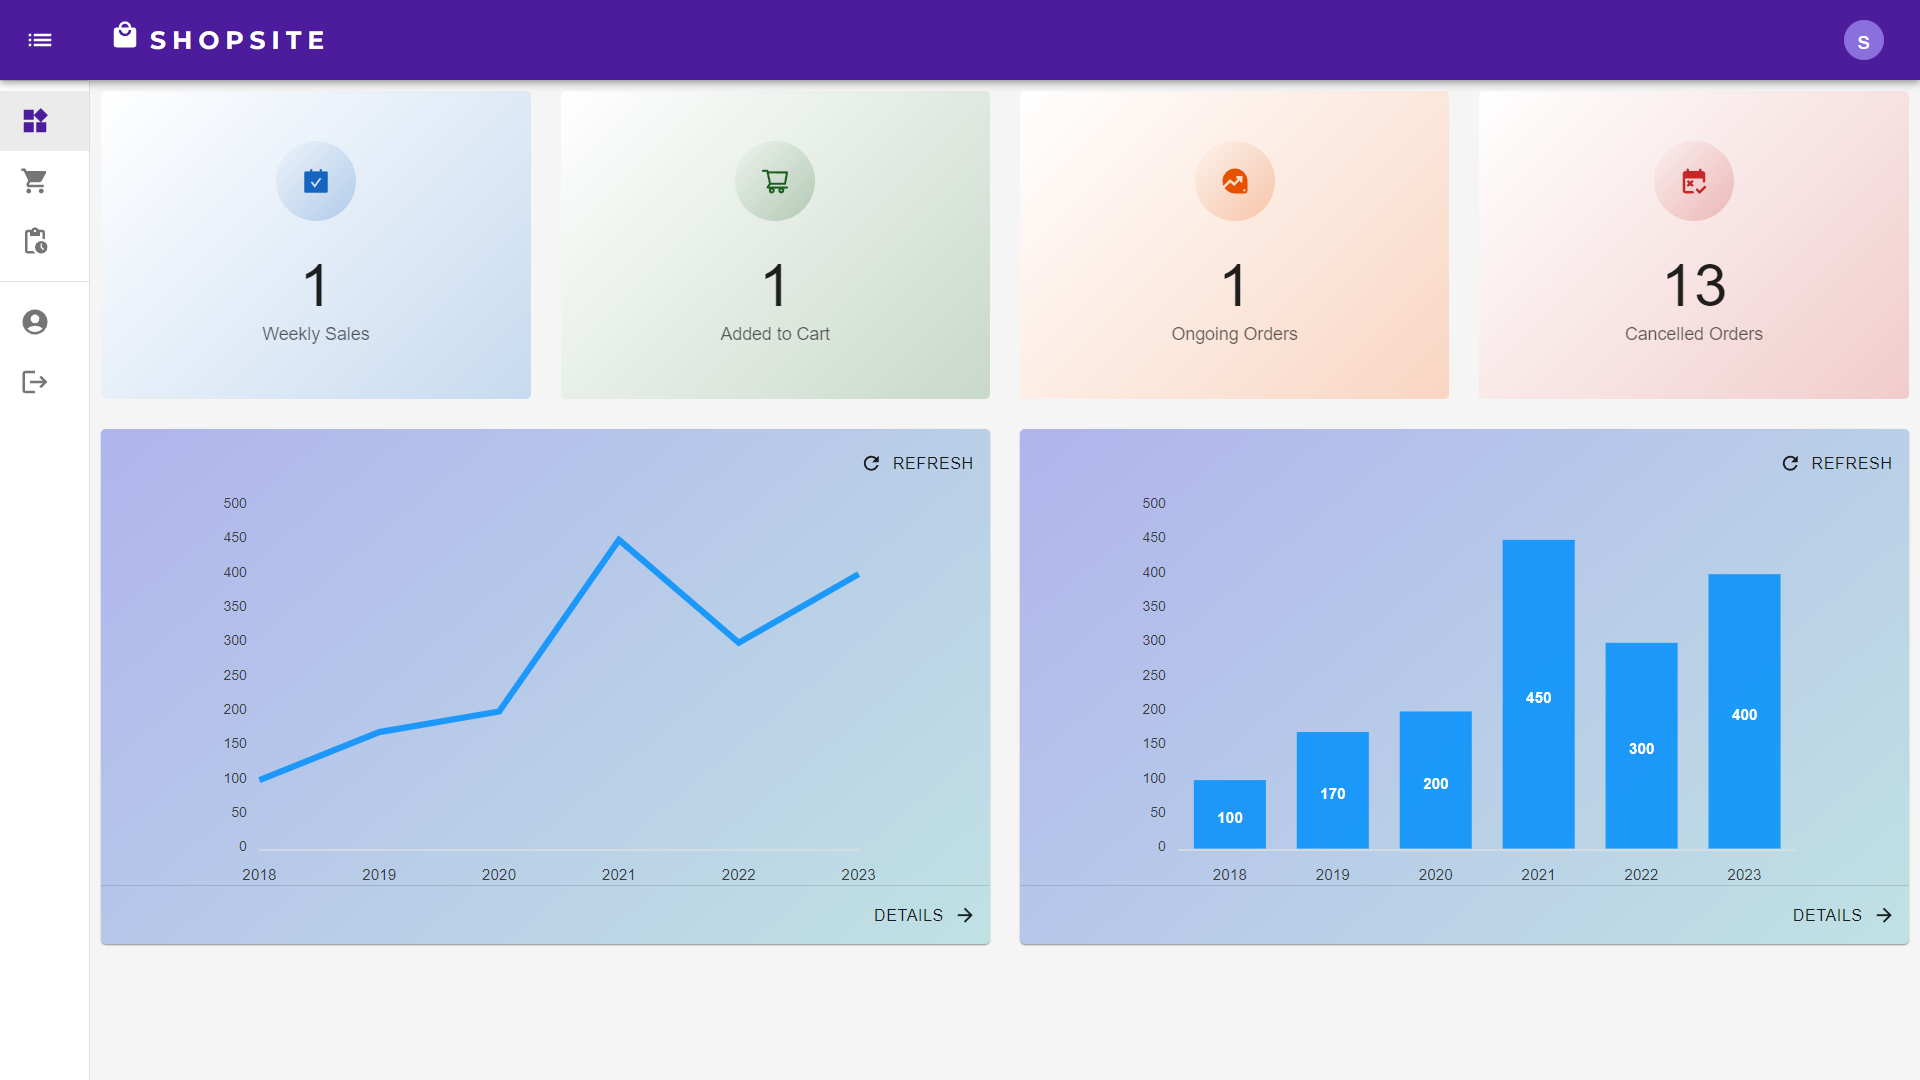 SHOPSITE
S
1
Weekly Sales
1
Added to Cart
1
Ongoing Orders
13
Cancelled Orders
REFRESH
500
450
400
350
300
250
200
150
100
50
0
2018 2019 2020 2021 2022 2023
DETAILS
REFRESH
500
450
400
350
300
250
200
150
100
50
0
100 170 200 450 300 400
2018 2019 2020 2021 2022 2023
DETAILS